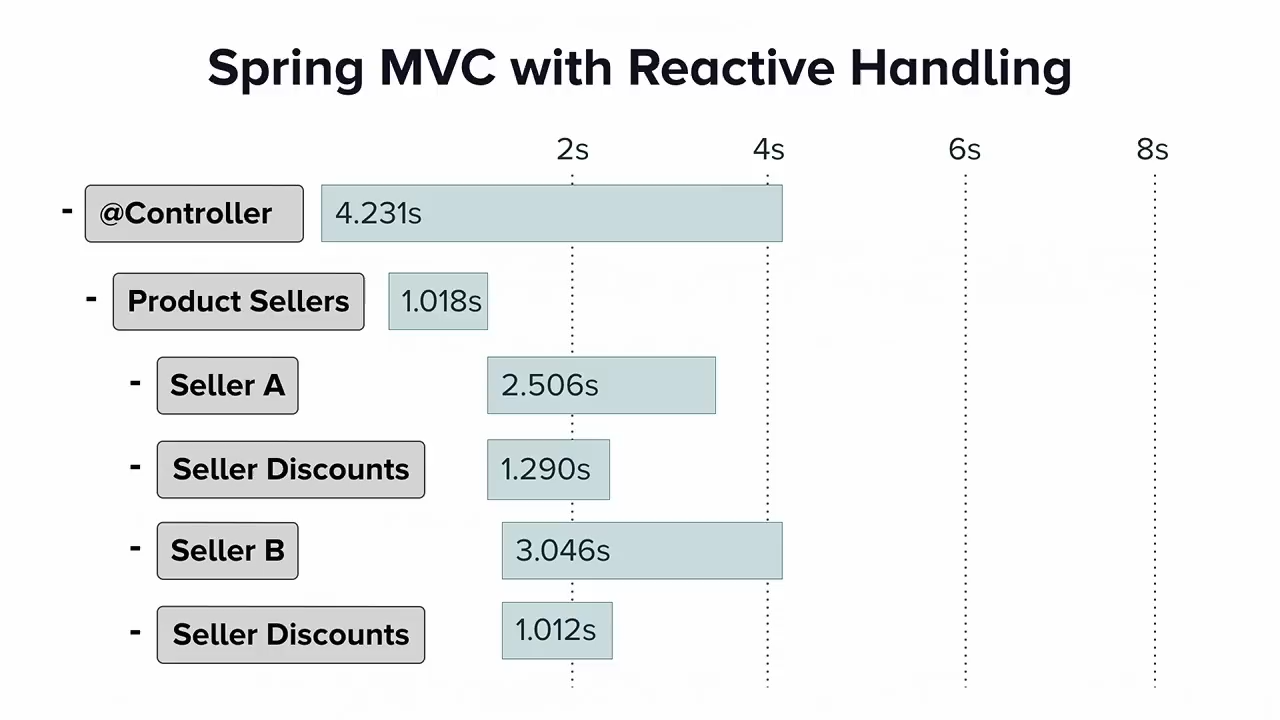 Spring MVC with Reactive Handling
2s 4s 6s 8s
- @Controller 4.231s
- Product Sellers 1.018s
- Seller A 2.506s
- Seller Discounts 1.290s
- Seller B 3.046s
- Seller Discounts 1.012s